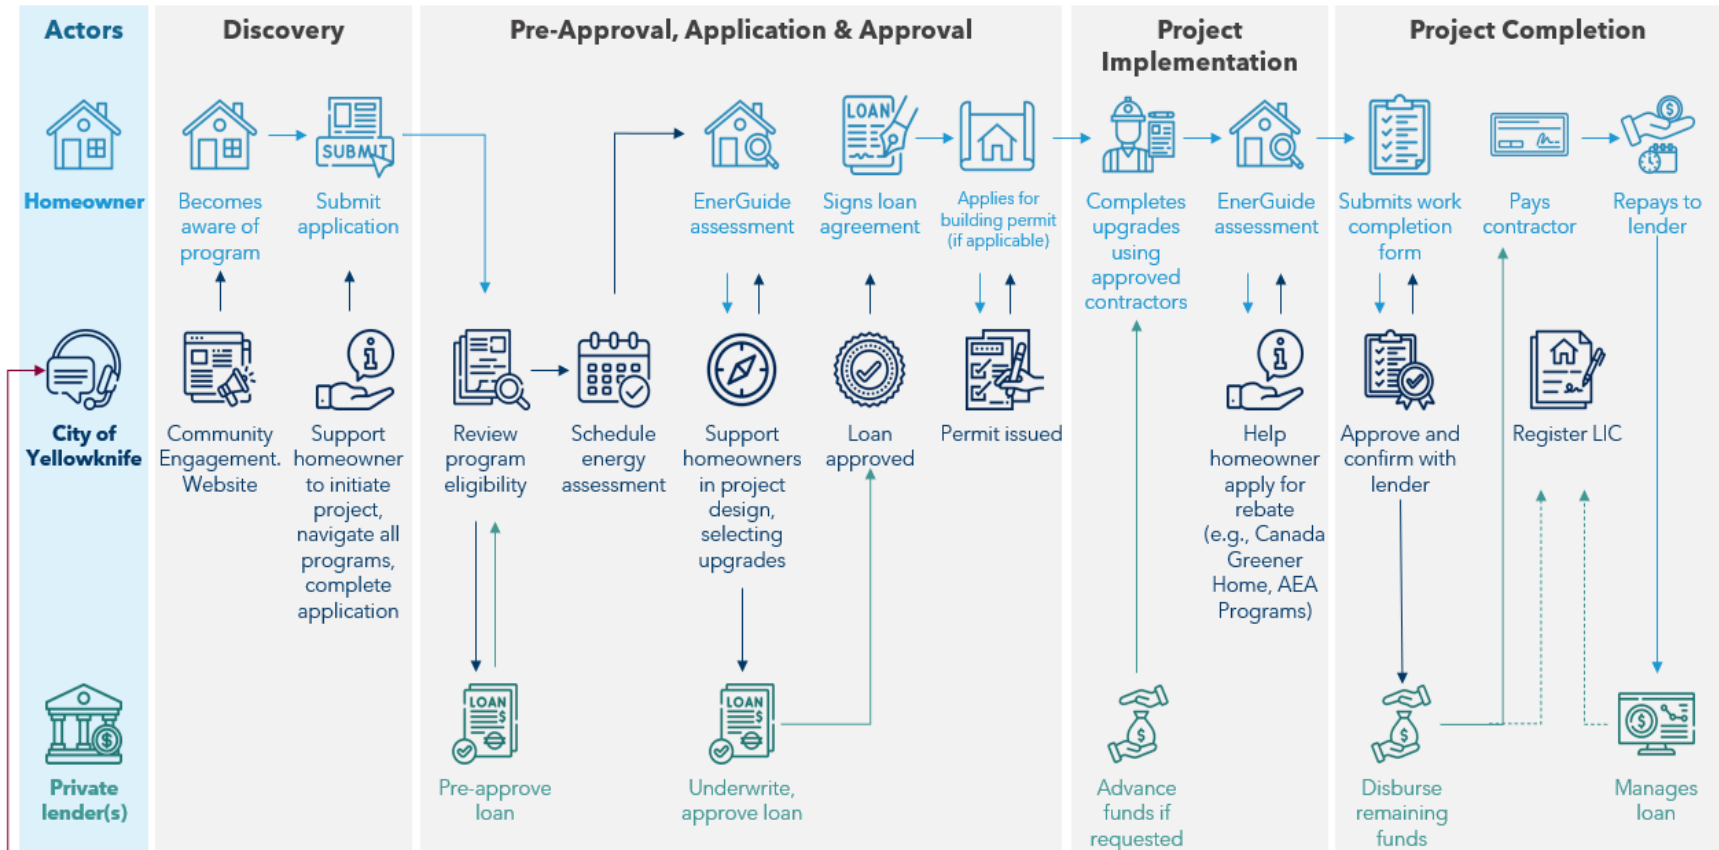 Actors
Discovery
Pre-Approval, Application & Approval
Project
Implementation
Project Completion
Homeowner
SUBMIT
LOAN
Becomes
aware of
program
Submit
application
EnerGuide
assessment
Signs loan
agreement
Applies for
building permit
(if applicable)
Completes
upgrades
using
approved
contractors
EnerGuide
assessment
Submits work
completion
form
Pays
contractor
Repays to
lender
City of
Yellowknife
Community
Engagement.
Website
Support
homeowner
to initiate
project,
navigate all
programs,
complete
application
Review
program
eligibility
Schedule
energy
assessment
Support
homeowners
in project
design,
selecting
upgrades
Loan
approved
Permit issued
Help
homeowner
apply for
rebate
(e.g., Canada
Greener
Home, AEA
Programs)
Approve and
confirm with
lender
Register LIC
Private
lender(s)
LOAN
$
Pre-approve
loan
LOAN
$
Underwrite,
approve loan
Advance
funds if
requested
Disburse
remaining
funds
Manages
loan